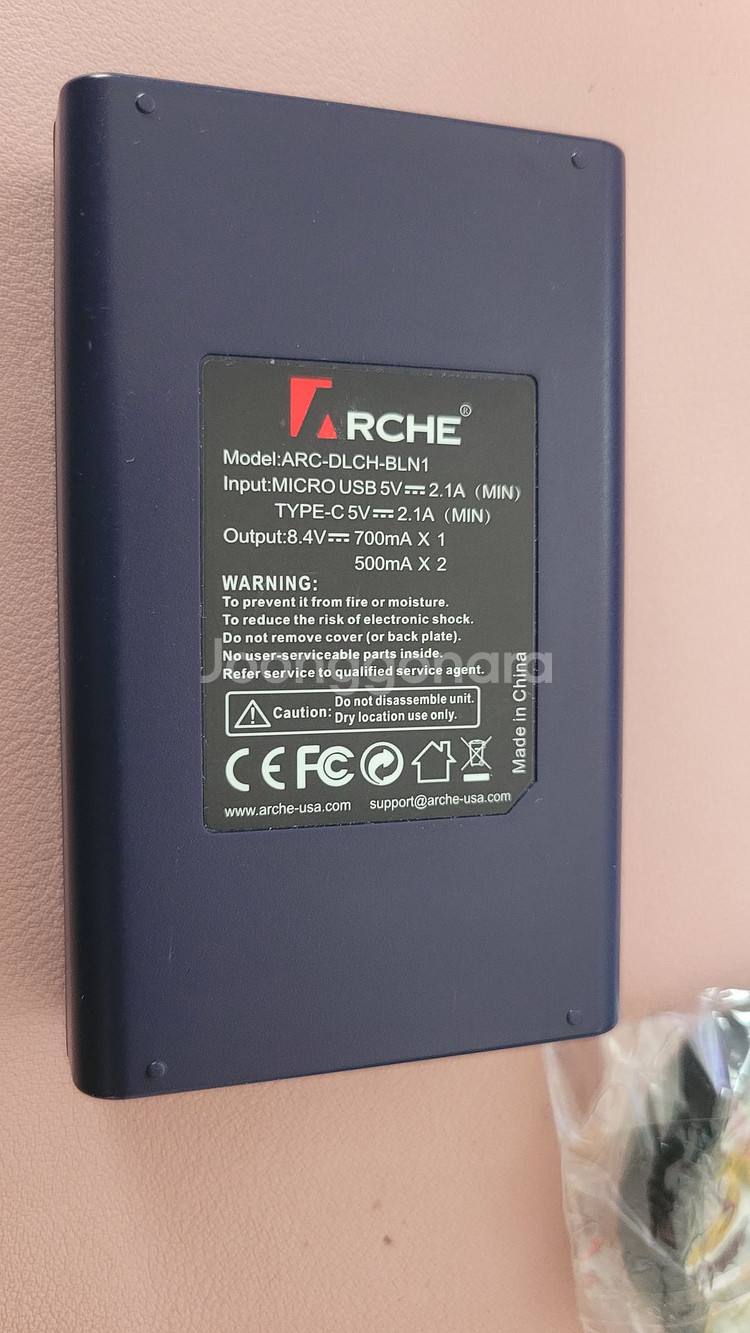 ARCHE®
Model:ARC-DLCH-BLN1
Input:MICRO USB 5V⎓2.1A (MIN)
TYPE-C 5V⎓2.1A (MIN)
Output:8.4V⎓ 700mA X 1
500mA X 2
WARNING:
To prevent it from fire or moisture.
To reduce the risk of electronic shock.
Do not remove cover (or back plate).
No user-serviceable parts inside.
Refer service to qualified service agent.
Joonggonara
Caution: Do not disassemble unit.
Dry location use only.
CE FC
Made in China
www.arche-usa.com support@arche-usa.com